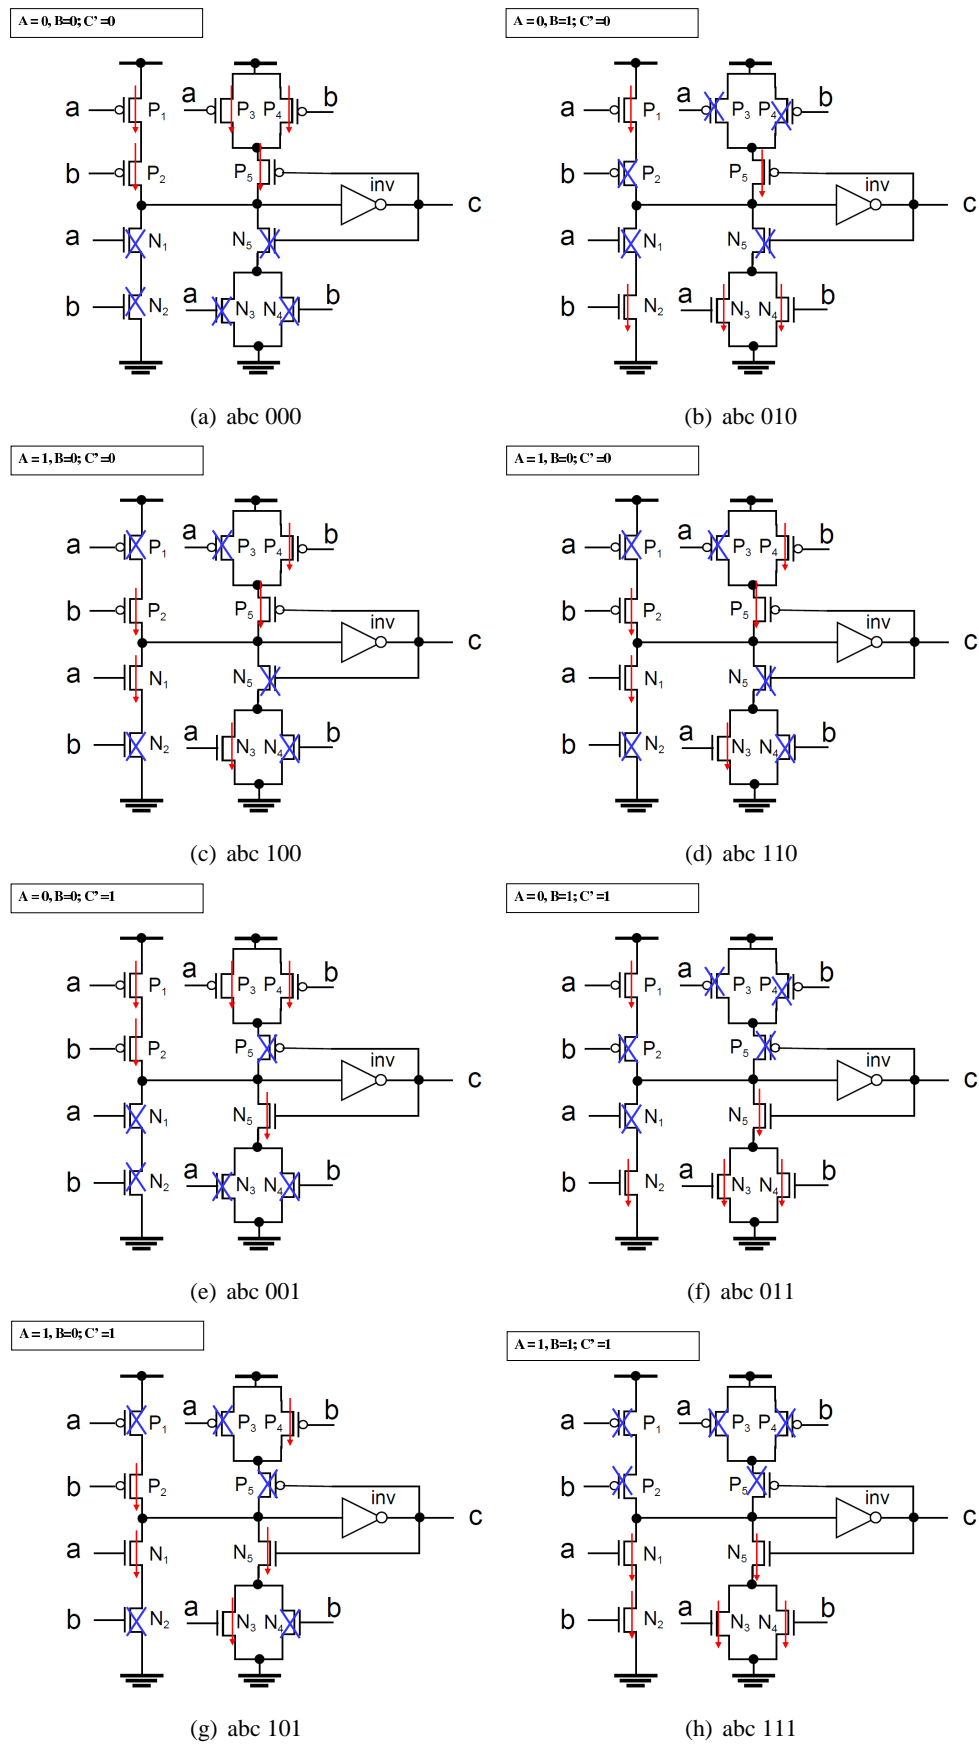 A = 0, B=0; C' =0
a P₁ a P₃ P₄ b
b P₂ P₅ inv c
a N₁ N₅
b N₂ a N₃ N₄ b
(a) abc 000
A = 0, B=1; C' =0
a P₁ a P₃ P₄ b
b P₂ P₅ inv c
a N₁ N₅
b N₂ a N₃ N₄ b
(b) abc 010
A = 1, B=0; C' =0
a P₁ a P₃ P₄ b
b P₂ P₅ inv c
a N₁ N₅
b N₂ a N₃ N₄ b
(c) abc 100
A = 1, B=0; C' =0
a P₁ a P₃ P₄ b
b P₂ P₅ inv c
a N₁ N₅
b N₂ a N₃ N₄ b
(d) abc 110
A = 0, B=0; C' =1
a P₁ a P₃ P₄ b
b P₂ P₅ inv c
a N₁ N₅
b N₂ a N₃ N₄ b
(e) abc 001
A = 0, B=1; C' =1
a P₁ a P₃ P₄ b
b P₂ P₅ inv c
a N₁ N₅
b N₂ a N₃ N₄ b
(f) abc 011
A = 1, B=0; C' =1
a P₁ a P₃ P₄ b
b P₂ P₅ inv c
a N₁ N₅
b N₂ a N₃ N₄ b
(g) abc 101
A = 1, B=1; C' =1
a P₁ a P₃ P₄ b
b P₂ P₅ inv c
a N₁ N₅
b N₂ a N₃ N₄ b
(h) abc 111